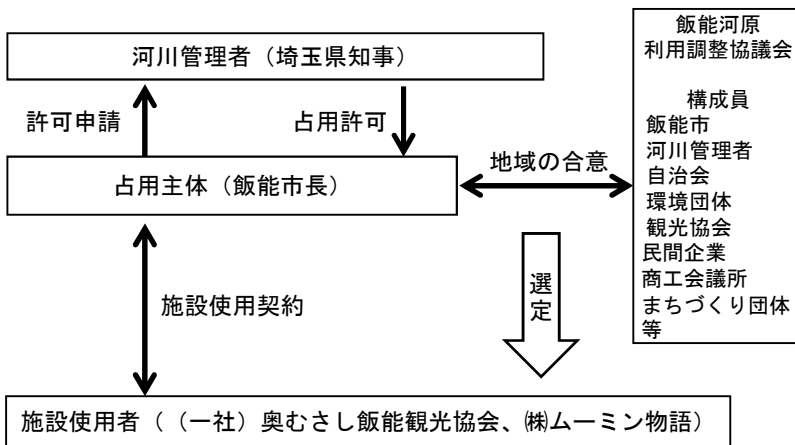 河川管理者（埼玉県知事）
許可申請
占用許可
占用主体（飯能市長）
地域の合意
飯能河原
利用調整協議会
構成員
飯能市
河川管理者
自治会
環境団体
観光協会
民間企業
商工会議所
まちづくり団体
等
施設使用契約
選定
施設使用者（（一社）奥むさし飯能観光協会、㈱ムーミン物語）